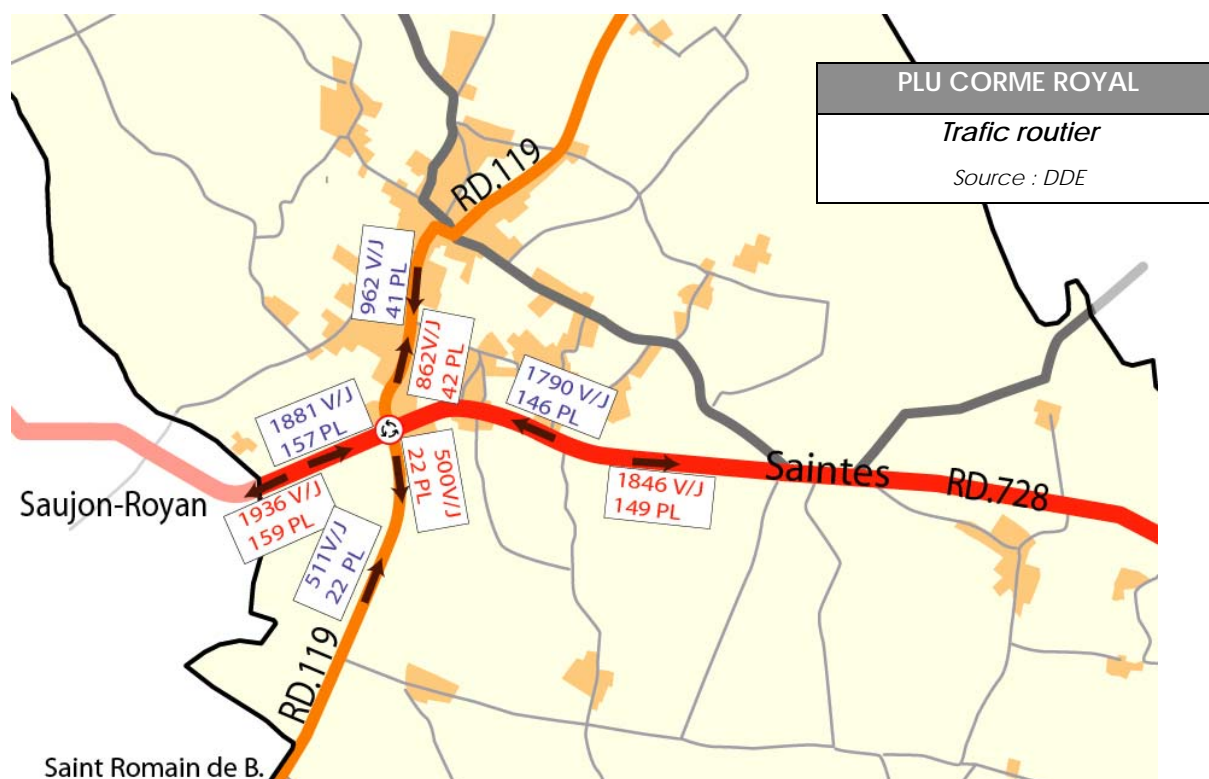 PLU CORME ROYAL
Trafic routier
Source : DDE
RD.119
962 V/J
41 PL
862V/J
42 PL
1790 V/J
146 PL
1881 V/J
157 PL
Saintes
RD.728
1846 V/J
149 PL
500V/J
22 PL
Saujon-Royan
1936 V/J
159 PL
511V/J
22 PL
RD.119
Saint Romain de B.